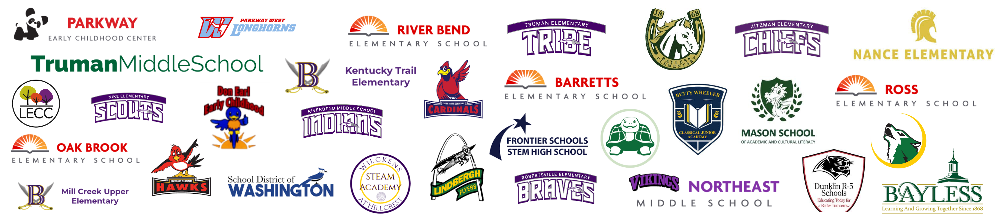 PARKWAY
EARLY CHILDHOOD CENTER
W
PARKWAY WEST
LONGHORNS
RIVER BEND
ELEMENTARY SCHOOL
TRUMAN ELEMENTARY
TRIBE
18 68
BAYLESS
ELEMENTARY
ZITZMAN ELEMENTARY
CHIEFS
NANCE ELEMENTARY
TrumanMiddleSchool
B
Kentucky Trail
Elementary
CLAUDE BROWN ELEMENTARY
CARDINALS
BARRETTS
ELEMENTARY SCHOOL
BETTY WHEELER
CLASSICAL JUNIOR
ACADEMY
MASON SCHOOL
OF ACADEMIC AND CULTURAL LITERACY
ROSS
ELEMENTARY SCHOOL
LECC
NIKE ELEMENTARY
SCOUTS
Don Earl
Early Childhood
RIVERBEND MIDDLE SCHOOL
INDIANS
FRONTIER SCHOOLS
STEM HIGH SCHOOL
OAK BROOK
ELEMENTARY SCHOOL
HAWK POINT ELEMENTARY
HAWKS
School District of
WASHINGTON
WILCKENS
STEAM
ACADEMY
AT HILLCREST
LINDBERGH
FLYERS
ROBERTSVILLE ELEMENTARY
BRAVES
VIKINGS
NORTHEAST
MIDDLE SCHOOL
Dunklin R-5
Schools
Educating Today for
a Better Tomorrow
BAYLESS
Learning And Growing Together Since 1868
B
Mill Creek Upper
Elementary